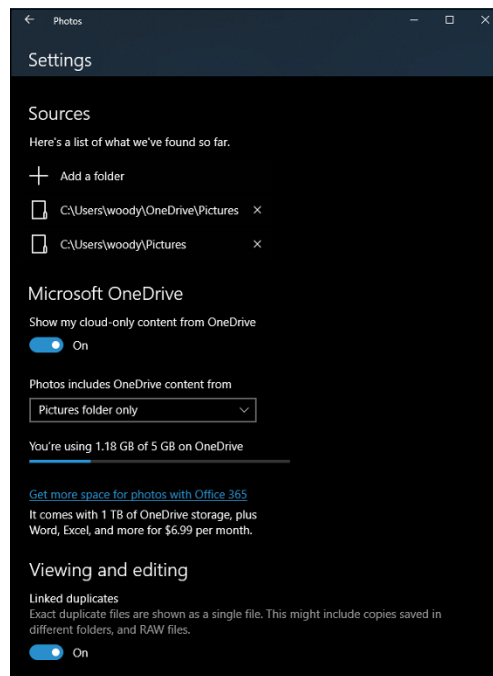 Photos
Settings
Sources
Here's a list of what we've found so far.
Add a folder
C:\Users\woody\OneDrive\Pictures
C:\Users\woody\Pictures
Microsoft OneDrive
Show my cloud-only content from OneDrive
On
Photos includes OneDrive content from
Pictures folder only
You're using 1.18 GB of 5 GB on OneDrive
Get more space for photos with Office 365
It comes with 1 TB of OneDrive storage, plus
Word, Excel, and more for $6.99 per month.
Viewing and editing
Linked duplicates
Exact duplicate files are shown as a single file. This might include copies saved in
different folders, and RAW files.
On